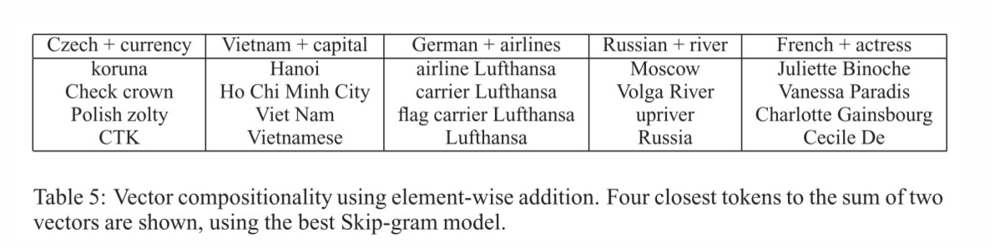 Czech + currency Vietnam + capital German + airlines Russian + river French + actress
koruna Hanoi airline Lufthansa Moscow Juliette Binoche
Check crown Ho Chi Minh City carrier Lufthansa Volga River Vanessa Paradis
Polish zolty Viet Nam flag carrier Lufthansa upriver Charlotte Gainsbourg
CTK Vietnamese Lufthansa Russia Cecile De
Table 5: Vector compositionality using element-wise addition. Four closest tokens to the sum of two
vectors are shown, using the best Skip-gram model.